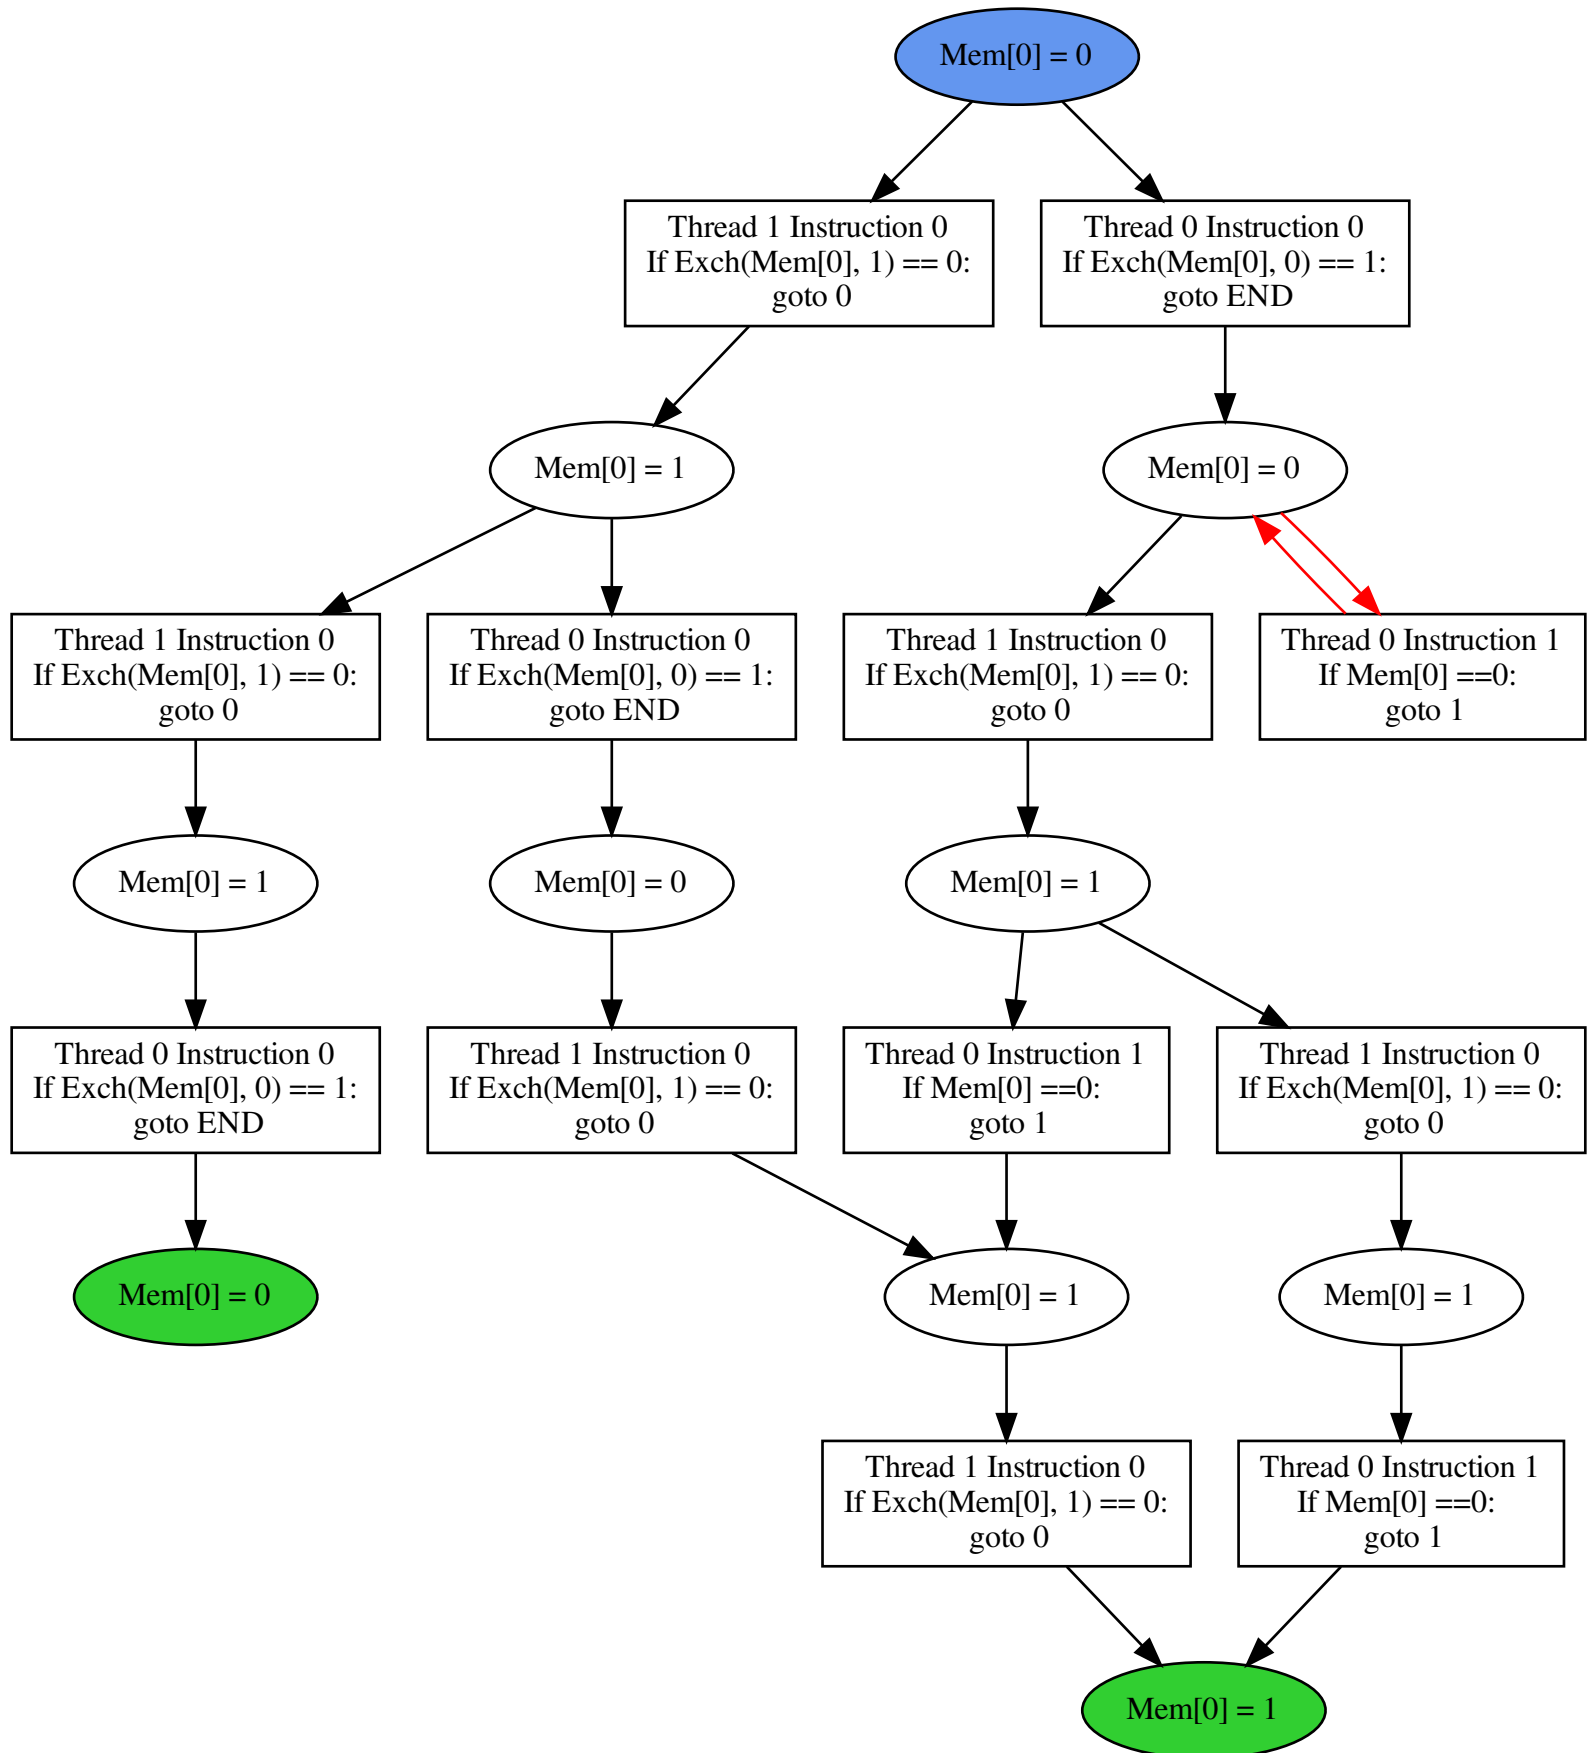 Mem[0] = 0
Thread 1 Instruction 0
If Exch(Mem[0], 1) == 0:
goto 0
Thread 0 Instruction 0
If Exch(Mem[0], 0) == 1:
goto END
Mem[0] = 1
Mem[0] = 0
Thread 1 Instruction 0
If Exch(Mem[0], 1) == 0:
goto 0
Thread 0 Instruction 0
If Exch(Mem[0], 0) == 1:
goto END
Thread 1 Instruction 0
If Exch(Mem[0], 1) == 0:
goto 0
Thread 0 Instruction 1
If Mem[0] ==0:
goto 1
Mem[0] = 1
Mem[0] = 0
Mem[0] = 1
Thread 0 Instruction 0
If Exch(Mem[0], 0) == 1:
goto END
Thread 1 Instruction 0
If Exch(Mem[0], 1) == 0:
goto 0
Thread 0 Instruction 1
If Mem[0] ==0:
goto 1
Thread 1 Instruction 0
If Exch(Mem[0], 1) == 0:
goto 0
Mem[0] = 0
Mem[0] = 1
Mem[0] = 1
Thread 1 Instruction 0
If Exch(Mem[0], 1) == 0:
goto 0
Thread 0 Instruction 1
If Mem[0] ==0:
goto 1
Mem[0] = 1